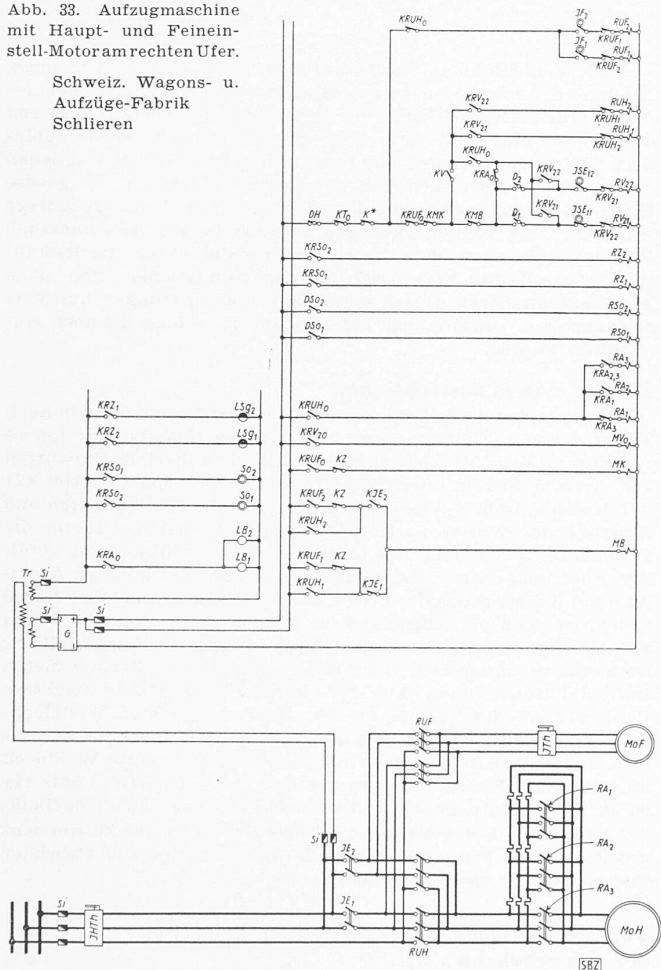 Abb. 33. Aufzugmaschine
mit Haupt- und Feinein-
stell-Motor am rechten Ufer.
Schweiz. Wagons- u.
Aufzüge-Fabrik
Schlieren
KRUH0 JF2 RUF2
KRUF1
JF1 RUF1
KRUF2
KRV22 RUH2
KRUH1
KRV21 RUH1
KRUH2
KRUH0
KV KRA0 D2 KRV22 JSE12 RV22
KRV21
DH KT0 K* KRUF0 KMK KMB D1 KRV21 JSE11 RV21
KRV22
KRSo2 RZ2
KRSo1 RZ1
DSo2 RSo2
DSo1 RSo1
RA3
KRA2,3
RA2
KRA1
KRZ1 LSg2 KRUH0 RA1
KRA3
KRZ2 LSg1 KRV20 MV0
KRUF0 KZ MK
KRSo1 So2
KRSo2 So1 KRUF2 KZ KJE2
LB2 KRUH2
KRA0 LB1 KRUF1 KZ MB
Tr Si KRUH1 KJE1
Si G Si
RUF JTh MoF
RA1
Si JE2 RA2
Si JHTh JE1 RA3
RUH MoH
SBZ